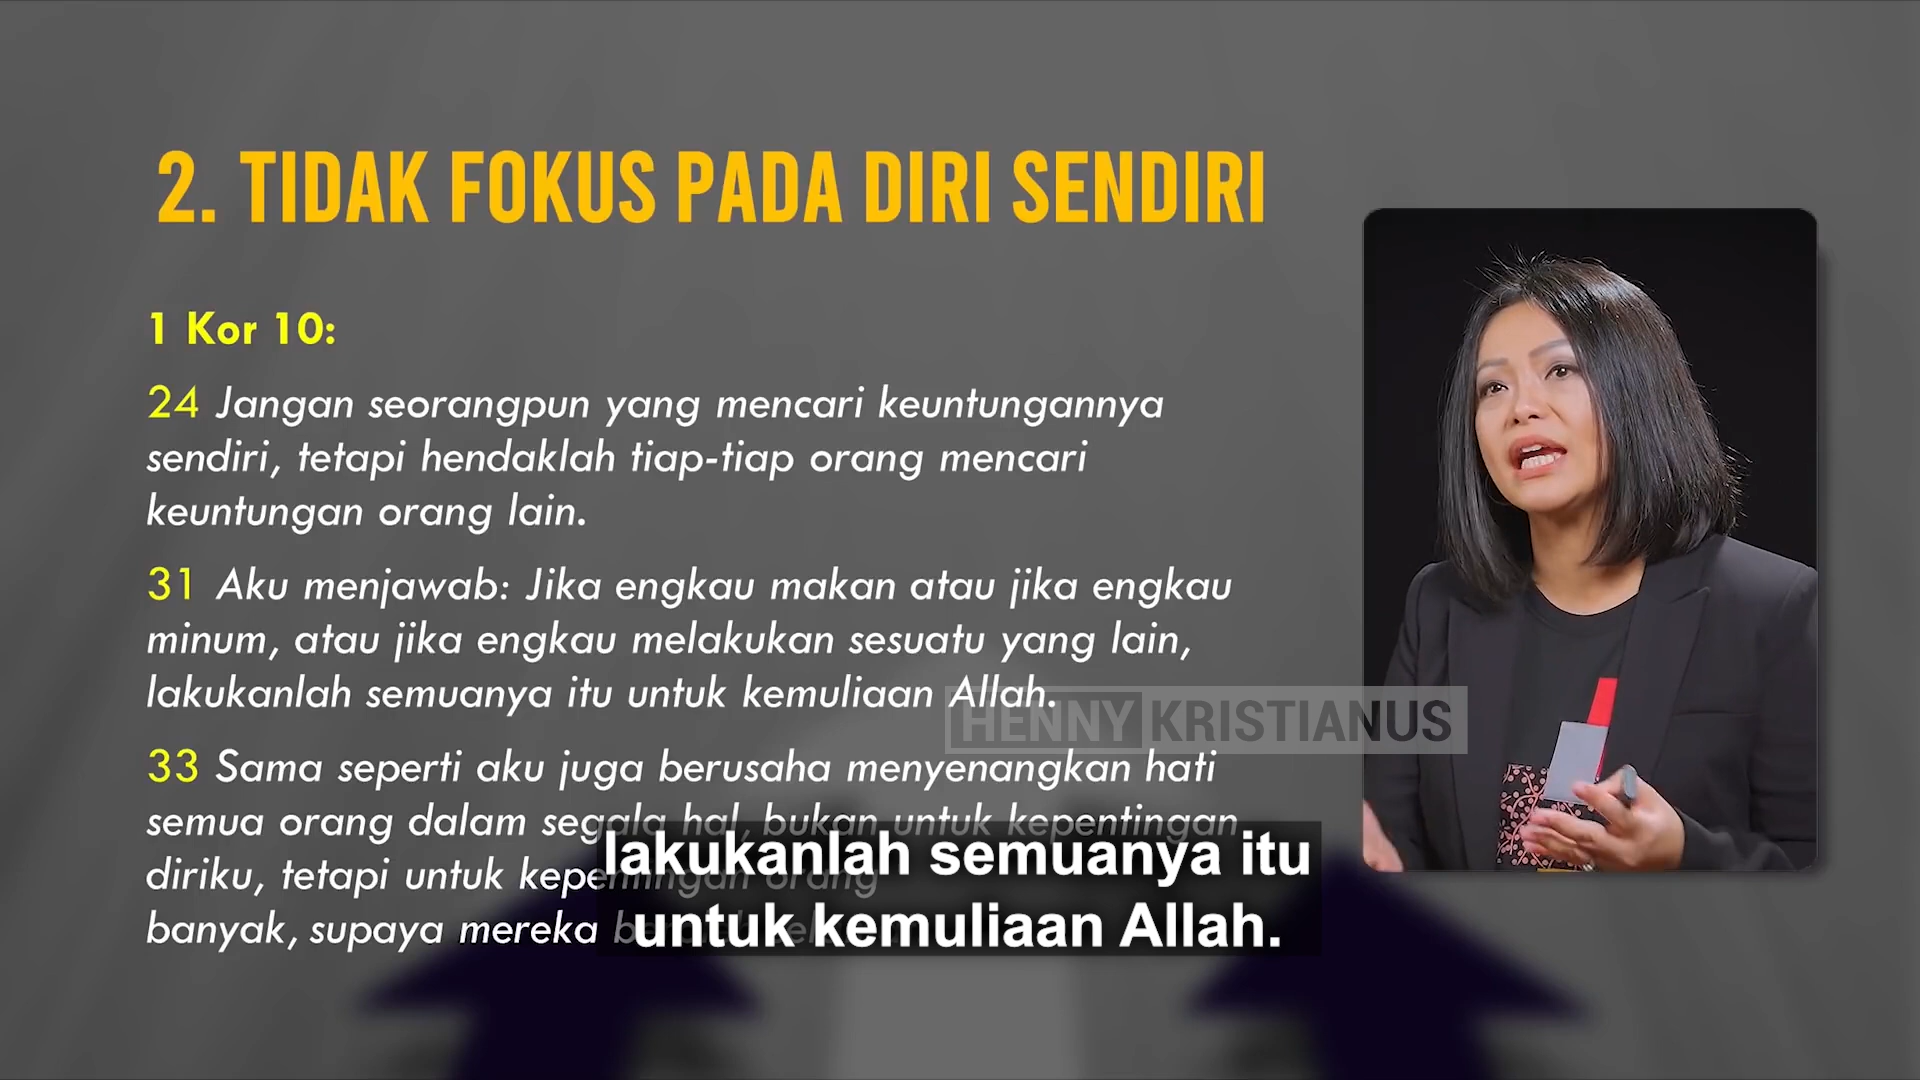 2. TIDAK FOKUS PADA DIRI SENDIRI
1 Kor 10:
24 Jangan seorangpun yang mencari keuntungannya
sendiri, tetapi hendaklah tiap-tiap orang mencari
keuntungan orang lain.
31 Aku menjawab: Jika engkau makan atau jika engkau
minum, atau jika engkau melakukan sesuatu yang lain,
lakukanlah semuanya itu untuk kemuliaan Allah.
HENNY KRISTIANUS
33 Sama seperti aku juga berusaha menyenangkan hati
semua orang dalam segala hal, bukan untuk kepentingan
diriku, tetapi untuk kepentingan orang
banyak, supaya mereka
lakukanlah semuanya itu
untuk kemuliaan Allah.